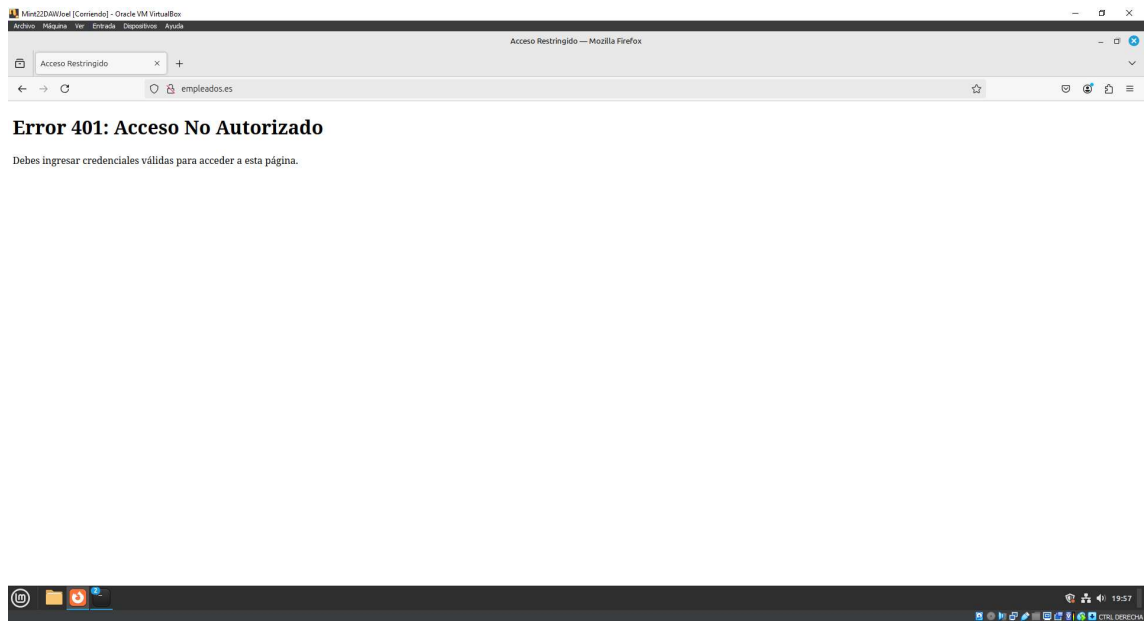 Mint22DAWJoel [Corriendo] - Oracle VM VirtualBox
Archivo Máquina Ver Entrada Dispositivos Ayuda
Acceso Restringido — Mozilla Firefox
Acceso Restringido
empleados.es
Error 401: Acceso No Autorizado
Debes ingresar credenciales válidas para acceder a esta página.
2
19:57
CTRL DERECHA